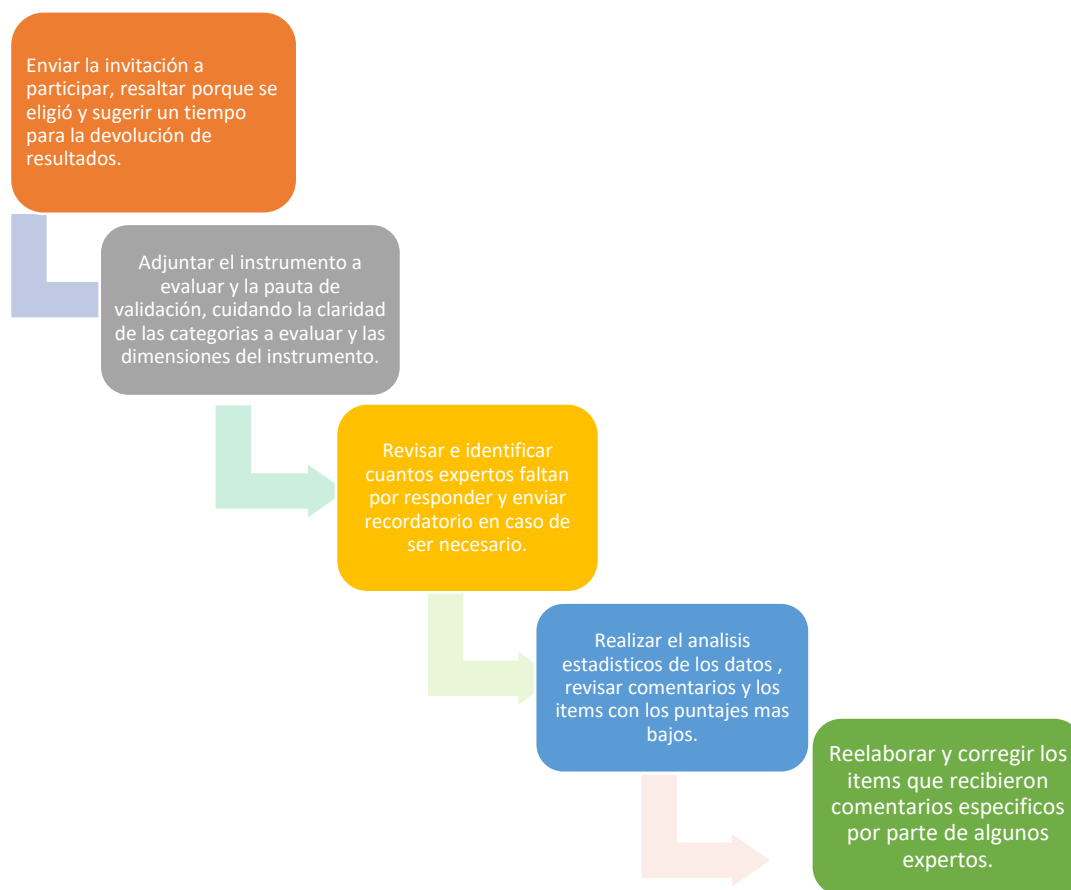 Enviar la invitación a
participar, resaltar porque se
eligió y sugerir un tiempo
para la devolución de
resultados.
Adjuntar el instrumento a
evaluar y la pauta de
validación, cuidando la claridad
de las categorias a evaluar y las
dimensiones del instrumento.
Revisar e identificar
cuantos expertos faltan
por responder y enviar
recordatorio en caso de
ser necesario.
Realizar el analisis
estadisticos de los datos ,
revisar comentarios y los
items con los puntajes mas
bajos.
Reelaborar y corregir los
items que recibieron
comentarios especificos
por parte de algunos
expertos.